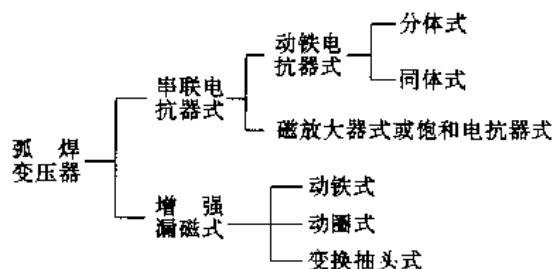 分体式
动铁电
抗器式
同体式
串联电
抗器式
磁放大器式或饱和电抗器式
弧焊
变压器
动铁式
增强
漏磁式
动圈式
变换抽头式